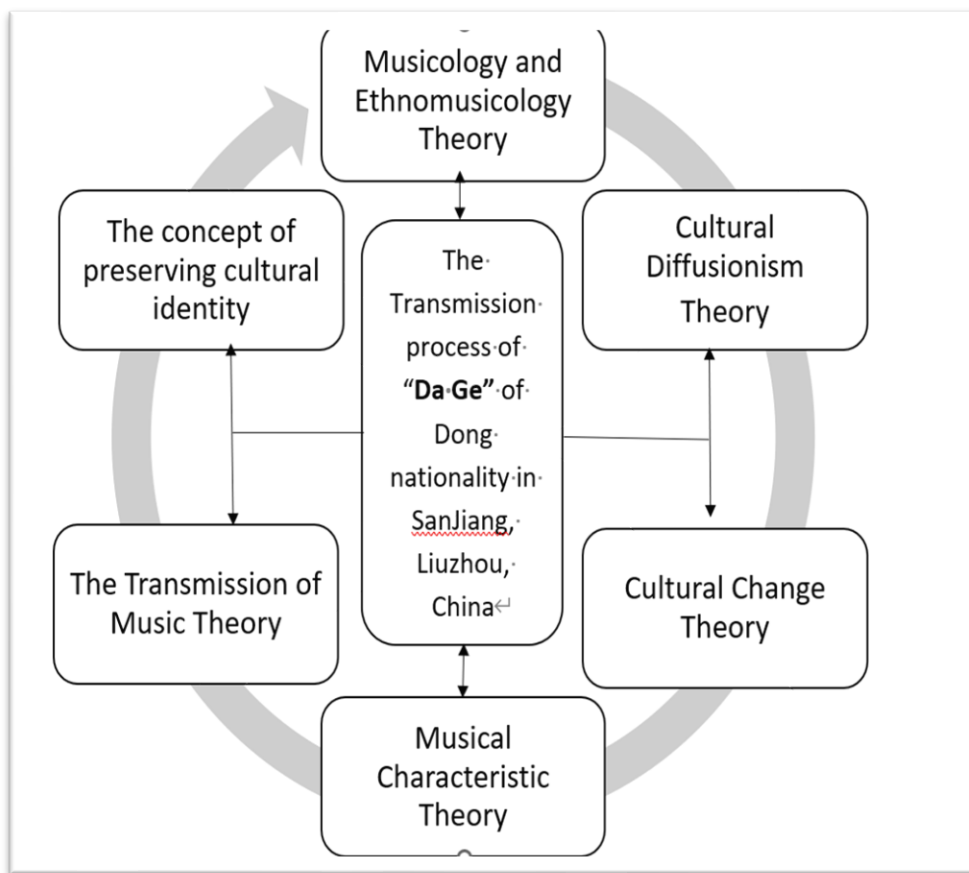 Musicology and
Ethnomusicology
Theory
The concept of
preserving cultural
identity
Cultural
Diffusionism
Theory
The
Transmission
process of
“Da Ge” of
Dong
nationality in
SanJiang,
Liuzhou,
China
The Transmission of
Music Theory
Cultural Change
Theory
Musical
Characteristic
Theory